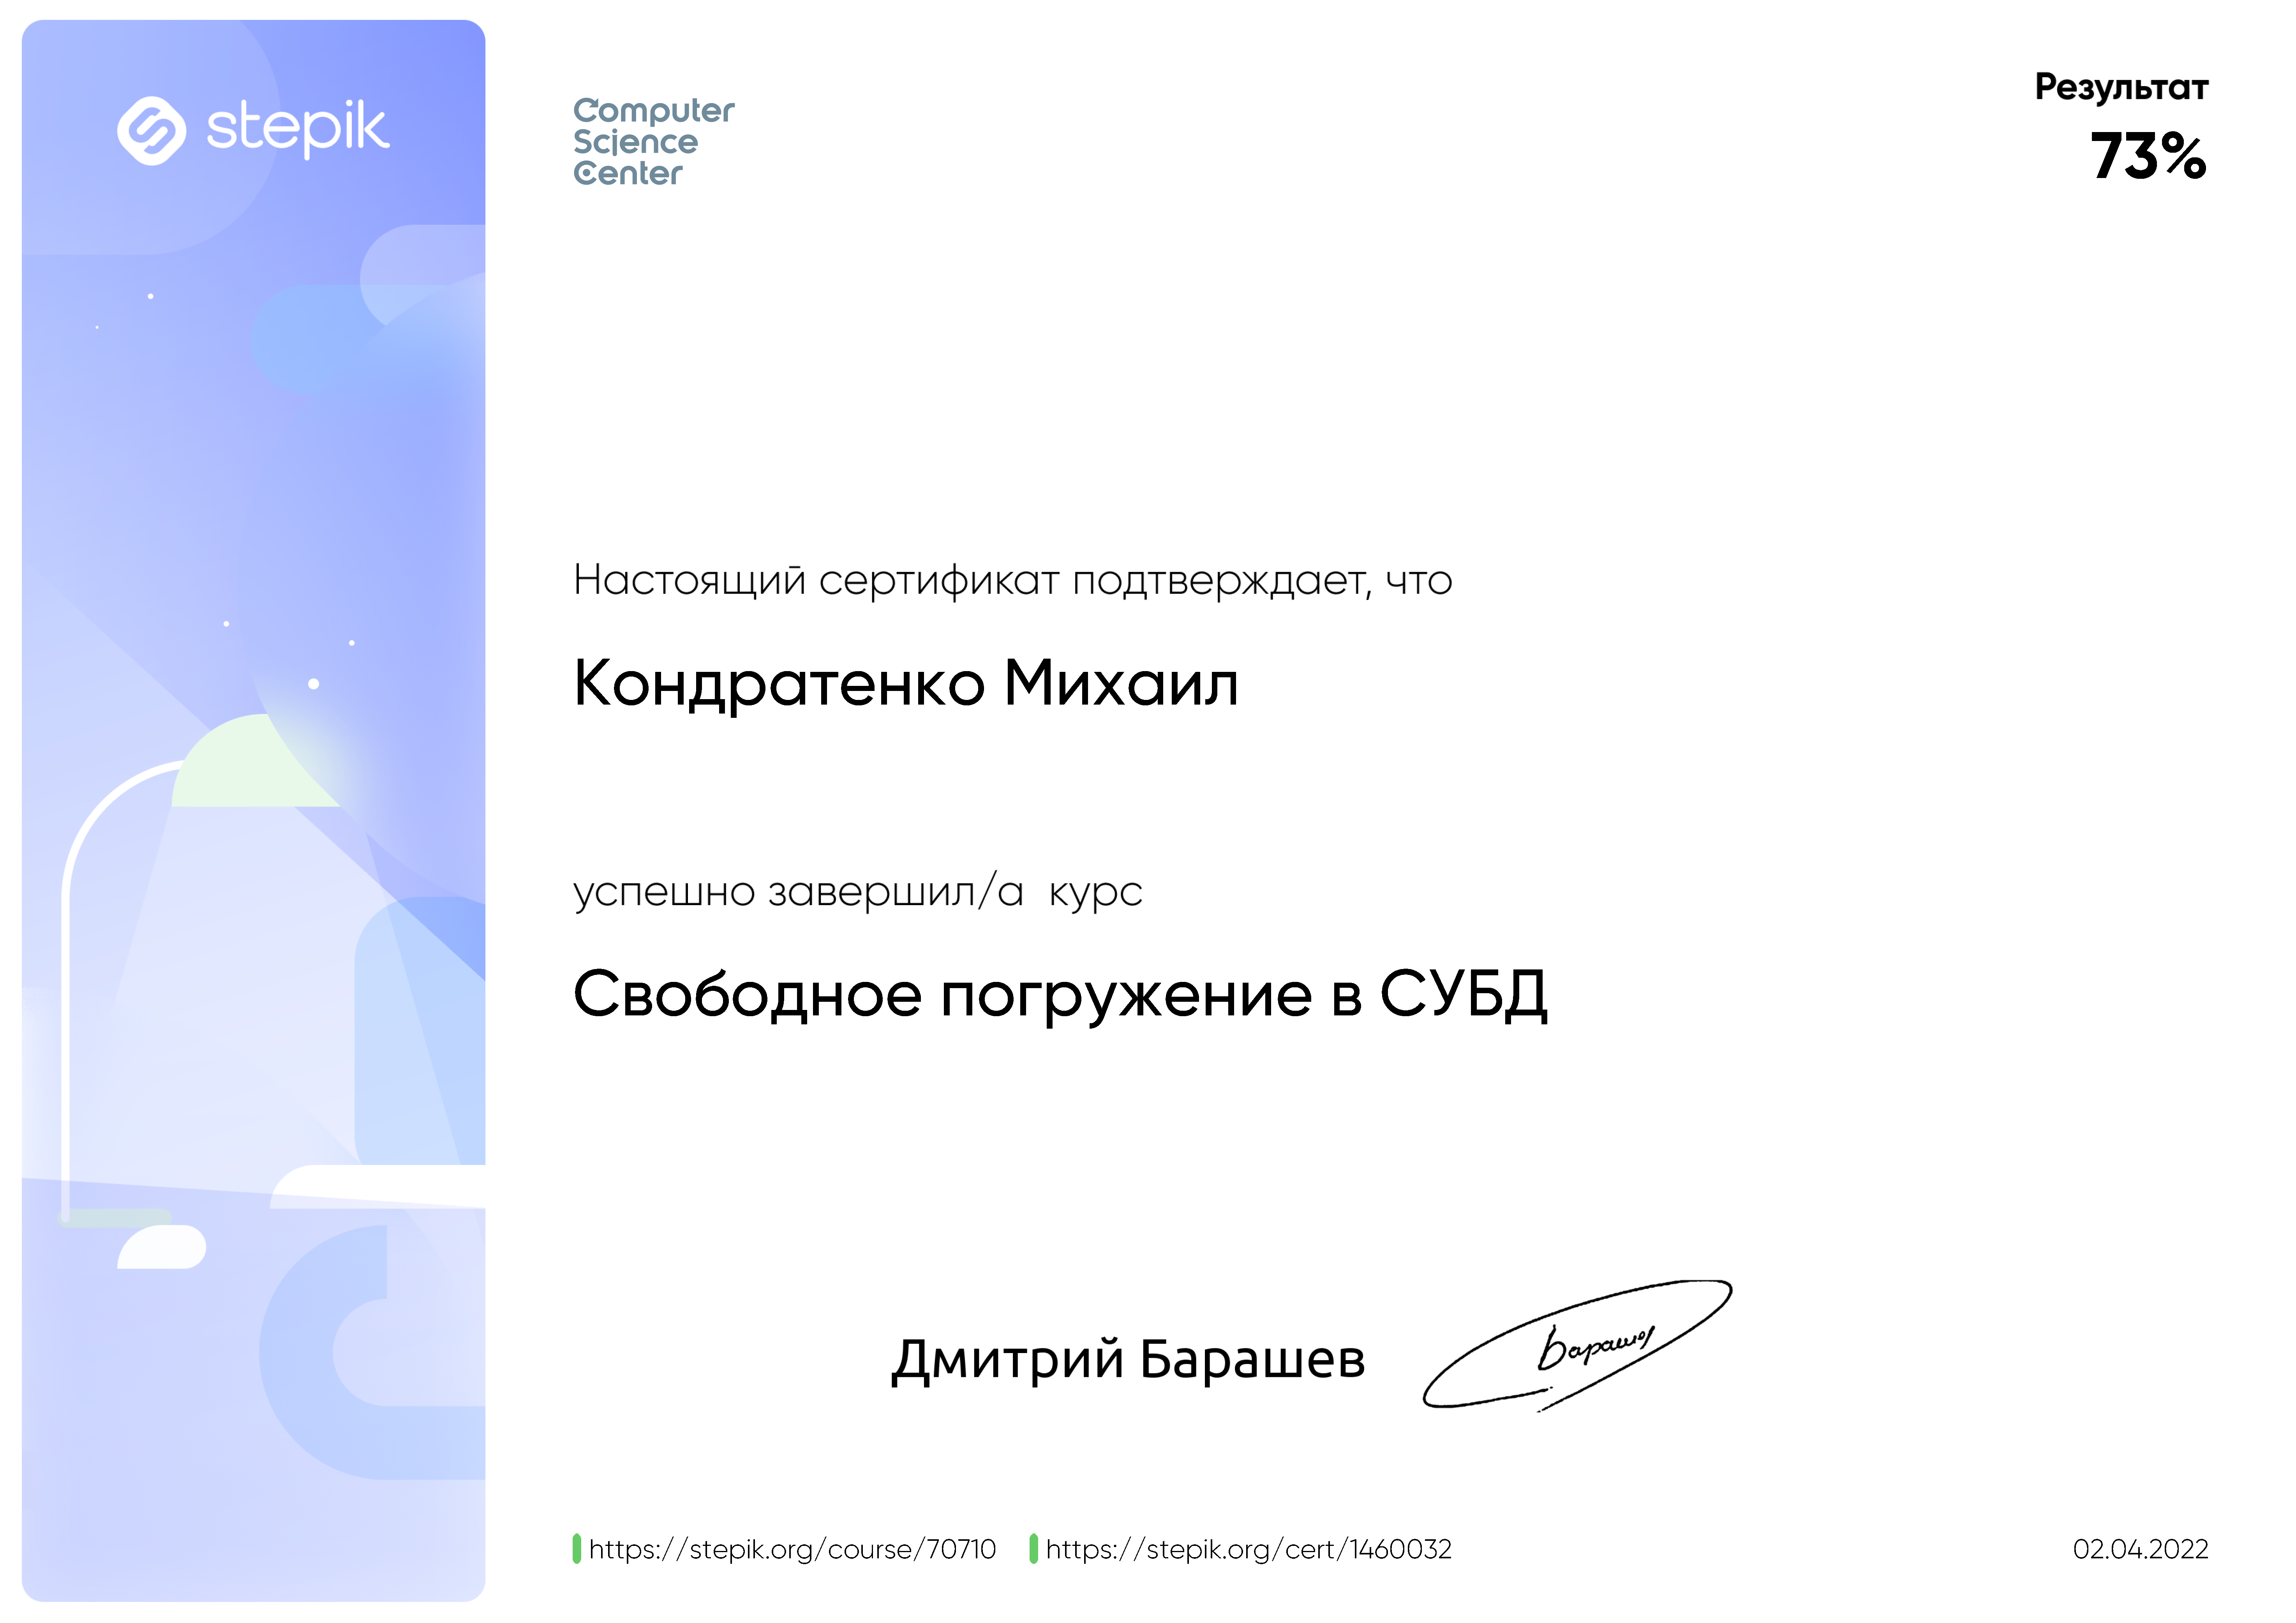 stepik
Computer
Science
Center
Результат
73%
Настоящий сертификат подтверждает, что
Кондратенко Михаил
успешно завершил/а курс
Свободное погружение в СУБД
Дмитрий Барашев
Барашев
https://stepik.org/course/70710
https://stepik.org/cert/1460032
02.04.2022